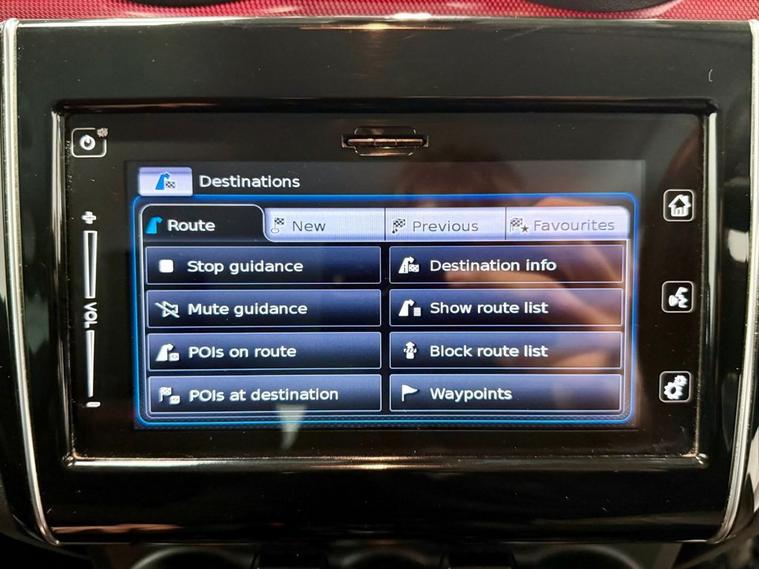 Destinations
Route New Previous Favourites
Stop guidance Destination info
Mute guidance Show route list
POIs on route Block route list
POIs at destination Waypoints
+
VOL
-